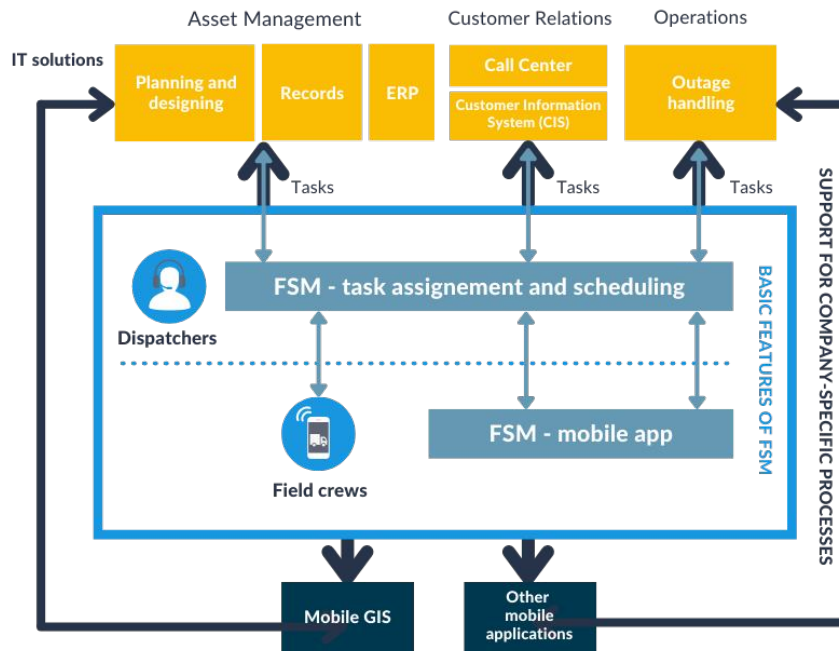 Asset Management
Customer Relations
Operations
IT solutions
Planning and
designing
Records
ERP
Call Center
Customer Information
System (CIS)
Outage
handling
Tasks
Tasks
Tasks
FSM - task assignement and scheduling
Dispatchers
FSM - mobile app
Field crews
BASIC FEATURES OF FSM
SUPPORT FOR COMPANY-SPECIFIC PROCESSES
Mobile GIS
Other
mobile
applications